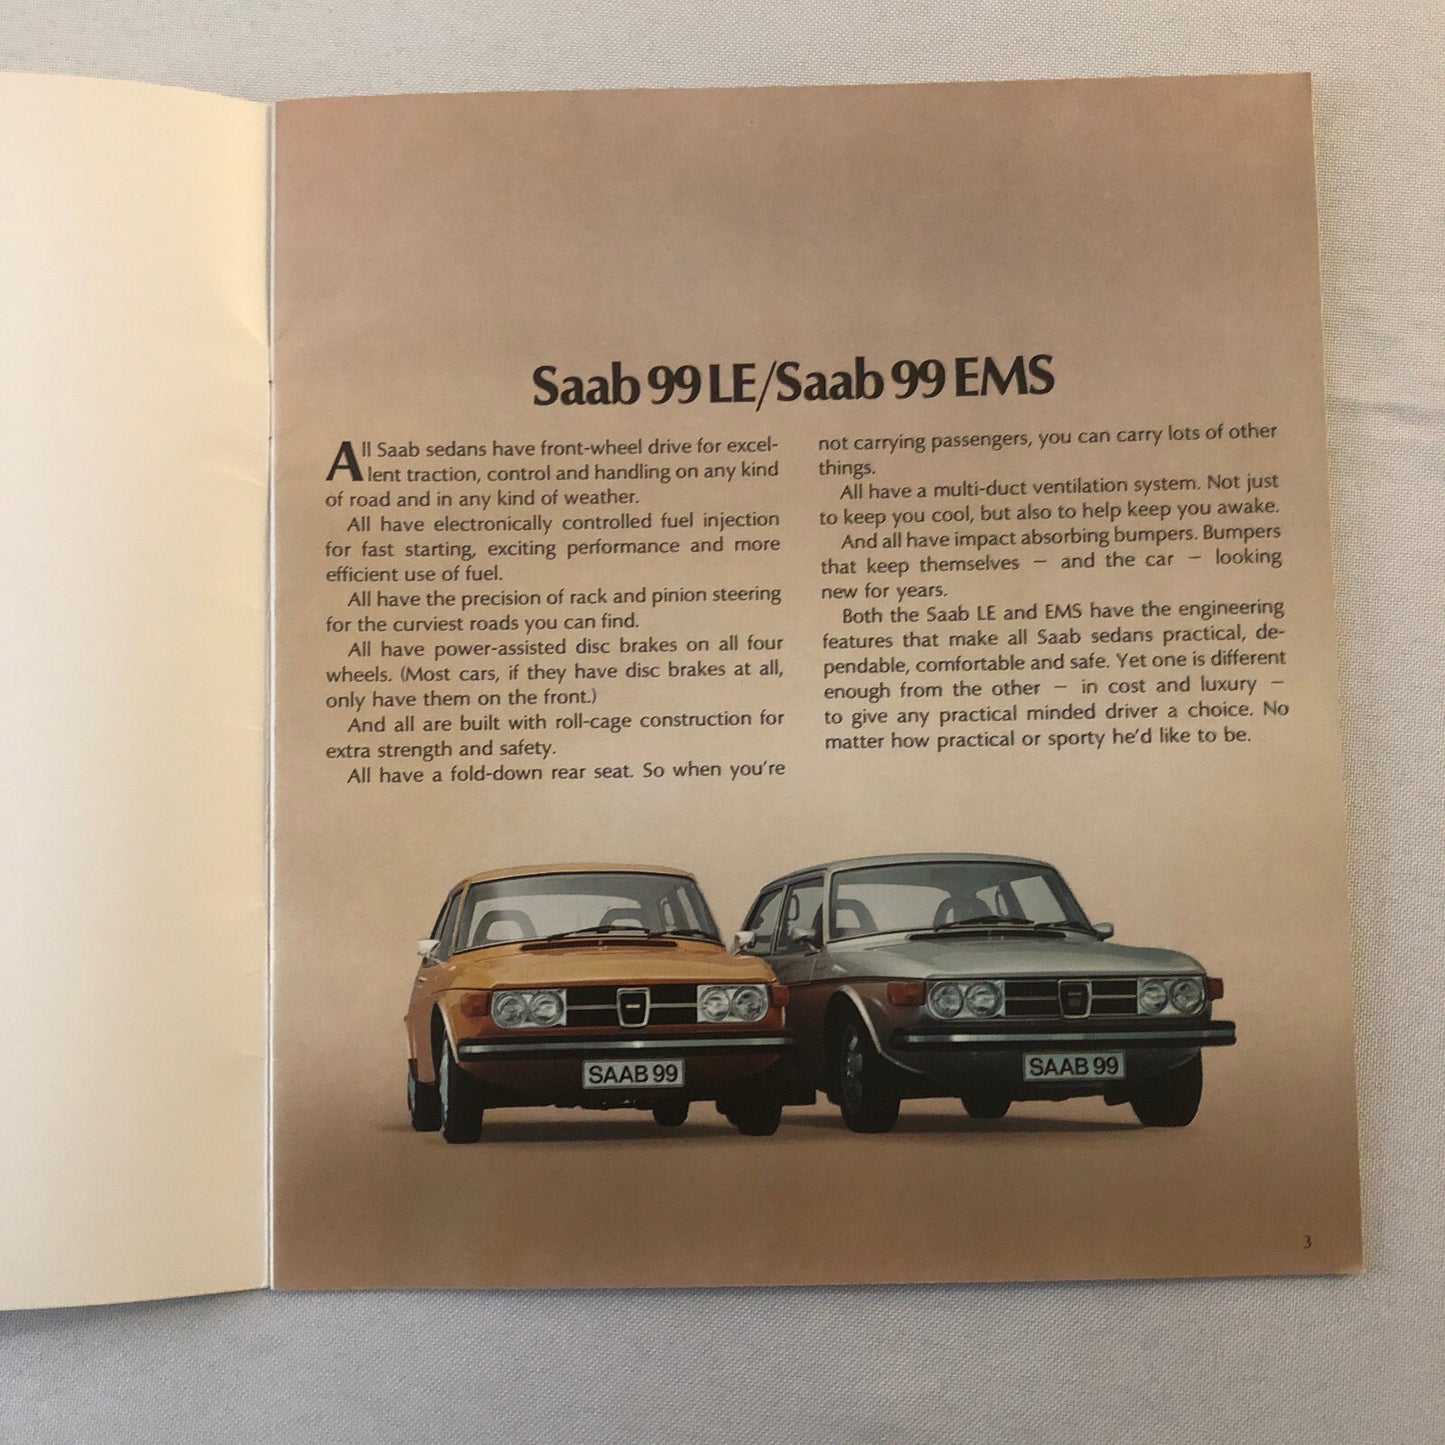 Saab 99 LE/Saab 99 EMS
All Saab sedans have front-wheel drive for excel-
lent traction, control and handling on any kind
of road and in any kind of weather.
All have electronically controlled fuel injection
for fast starting, exciting performance and more
efficient use of fuel.
All have the precision of rack and pinion steering
for the curviest roads you can find.
All have power-assisted disc brakes on all four
wheels. (Most cars, if they have disc brakes at all,
only have them on the front.)
And all are built with roll-cage construction for
extra strength and safety.
All have a fold-down rear seat. So when you're
not carrying passengers, you can carry lots of other
things.
All have a multi-duct ventilation system. Not just
to keep you cool, but also to help keep you awake.
And all have impact absorbing bumpers. Bumpers
that keep themselves — and the car — looking
new for years.
Both the Saab LE and EMS have the engineering
features that make all Saab sedans practical, de-
pendable, comfortable and safe. Yet one is different
enough from the other — in cost and luxury —
to give any practical minded driver a choice. No
matter how practical or sporty he'd like to be.
SAAB 99
SAAB 99
3